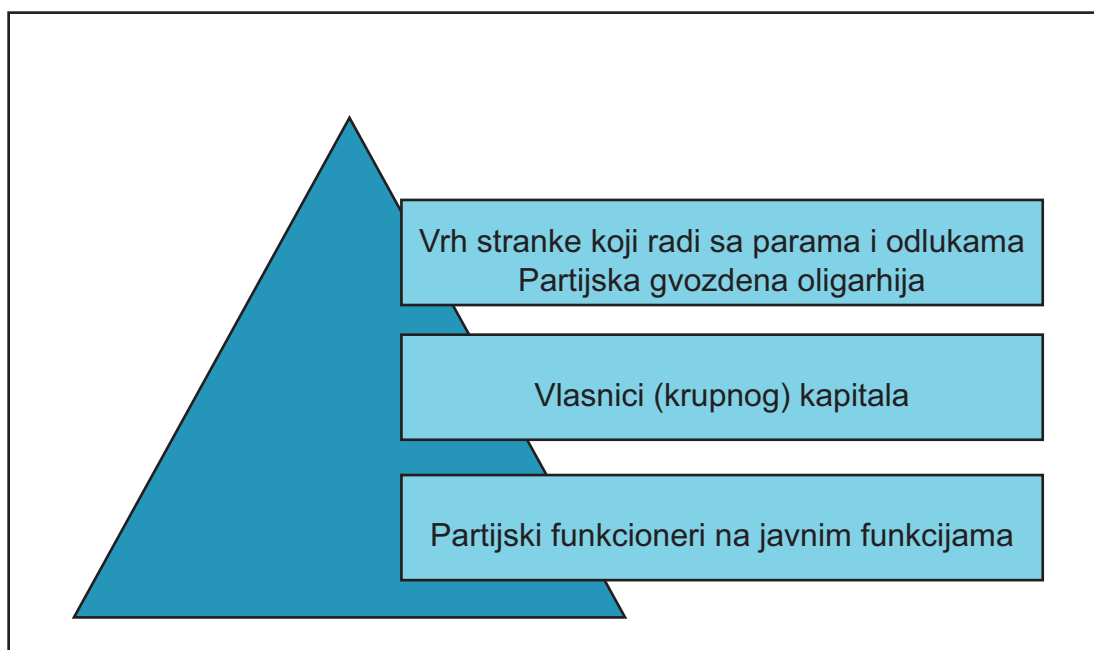 Vrh stranke koji radi sa parama i odlukama
Partijska gvozdena oligarhija
Vlasnici (krupnog) kapitala
Partijski funkcioneri na javnim funkcijama